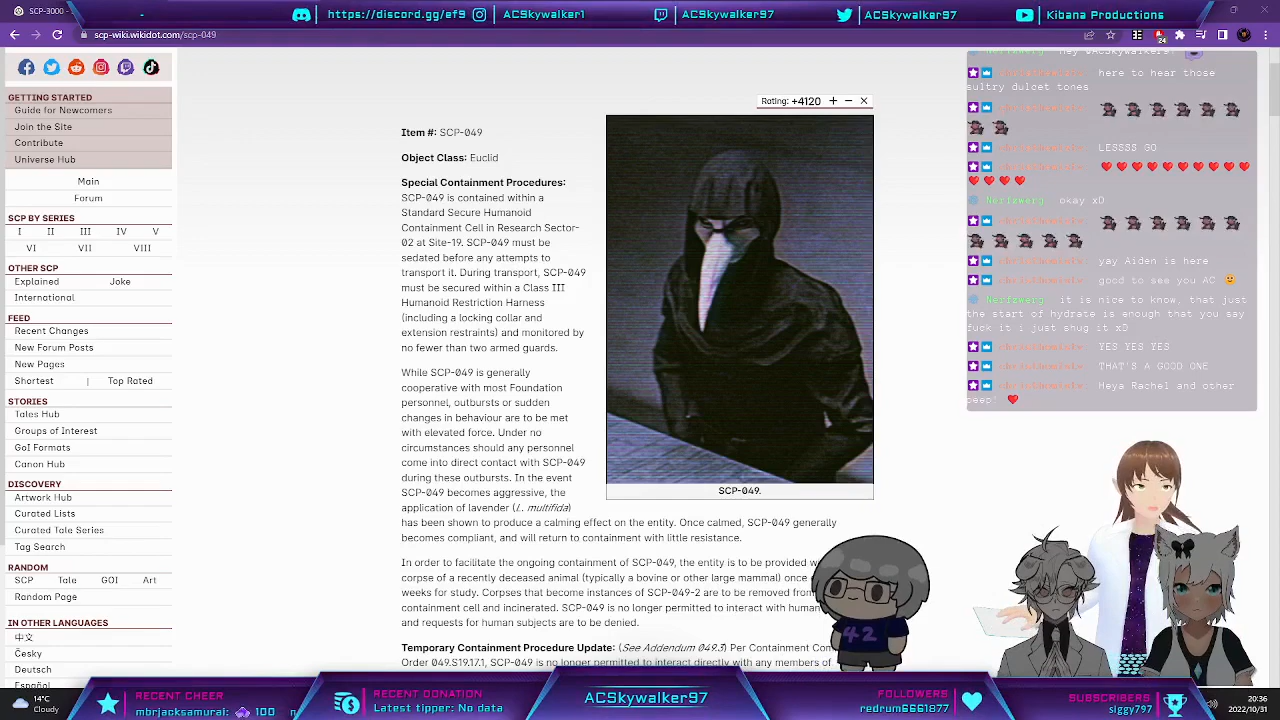 https://discord.gg/ef9
ACSkywalker1
ACSkywalker97
ACSkywalker97
Kibana Productions
SCP-3000 -
scp-wiki.wikidot.com/scp-049
24
GETTING STARTED
Guide for Newcomers
Join the Site
Contribute
Universe Hub
Main
Forum
SCP BY SERIES
I II III IV V
VI VII VIII
OTHER SCP
Explained Joke
International
FEED
Recent Changes
New Forum Posts
New Pages
Shortest | Top Rated
STORIES
Tales Hub
Groups of Interest
GoI Formats
Canon Hub
DISCOVERY
Artwork Hub
Curated Lists
Curated Tale Series
Tag Search
RANDOM
SCP Tale GOI Art
Random Page
IN OTHER LANGUAGES
中文
Česky
Deutsch
Español
Rating: +4120 + − X
Item #: SCP-049
Object Class: Euclid
Special Containment Procedures:
SCP-049 is contained within a
Standard Secure Humanoid
Containment Cell in Research Sector-
02 at Site-19. SCP-049 must be
sedated before any attempts to
transport it. During transport, SCP-049
must be secured within a Class III
Humanoid Restriction Harness
(including a locking collar and
extension restraints) and monitored by
no fewer than two armed guards.
While SCP-049 is generally
cooperative with most Foundation
personnel, outbursts or sudden
changes in behaviour are to be met
with elevated force. Under no
circumstances should any personnel
come into direct contact with SCP-049
during these outbursts. In the event
SCP-049 becomes aggressive, the
application of lavender (L. multifida)
has been shown to produce a calming effect on the entity. Once calmed, SCP-049 generally
becomes compliant, and will return to containment with little resistance.
In order to facilitate the ongoing containment of SCP-049, the entity is to be provided
corpse of a recently deceased animal (typically a bovine or other large mammal) once
weeks for study. Corpses that become instances of SCP-049-2 are to be removed from
containment cell and incinerated. SCP-049 is no longer permitted to interact with human
and requests for human subjects are to be denied.
Temporary Containment Procedure Update: (See Addendum 049.3) Per Containment
Order 049.S19.17.1, SCP-049 is no longer permitted to interact directly with any members of
SCP-049.
Nerdzwerg hey @ACSkywalker!
here to hear those
sultry dulcet tones
LESSSS GO
Nerdzwerg okay xD
yay Aiden is here
good to see you AC
Nerdzwerg it is nice to know, that just
the start of hydrate is enough that you say
fuck it i just shug it xD
YES YES YES
THAT'S A GOOD ONE
Heya Rachel and other
peep
42
14°C
Cloudy
RECENT CHEER
mbrjacksamurai: 100
RECENT DONATION
Latest tipper: No data
ACSkywalker97
FOLLOWERS
redrum6661877
SUBSCRIBERS
siggy797
20:35
2022/10/31